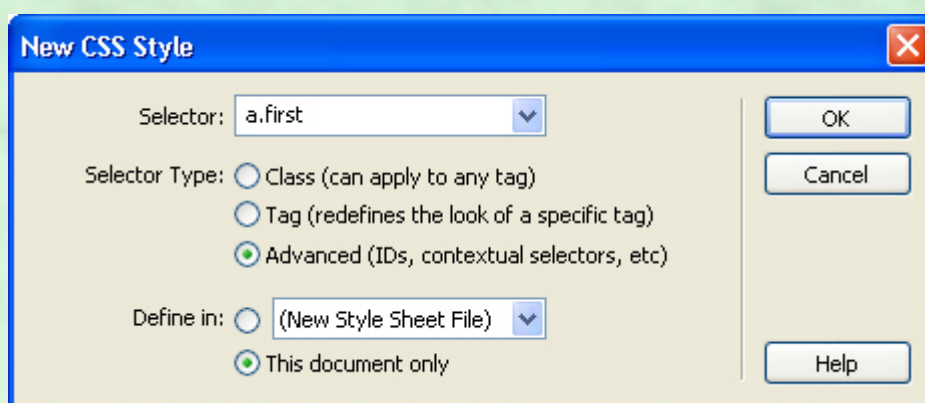 New CSS Style
Selector: a.first
OK
Selector Type: Class (can apply to any tag)
Cancel
Tag (redefines the look of a specific tag)
Advanced (IDs, contextual selectors, etc)
Define in: (New Style Sheet File)
This document only
Help